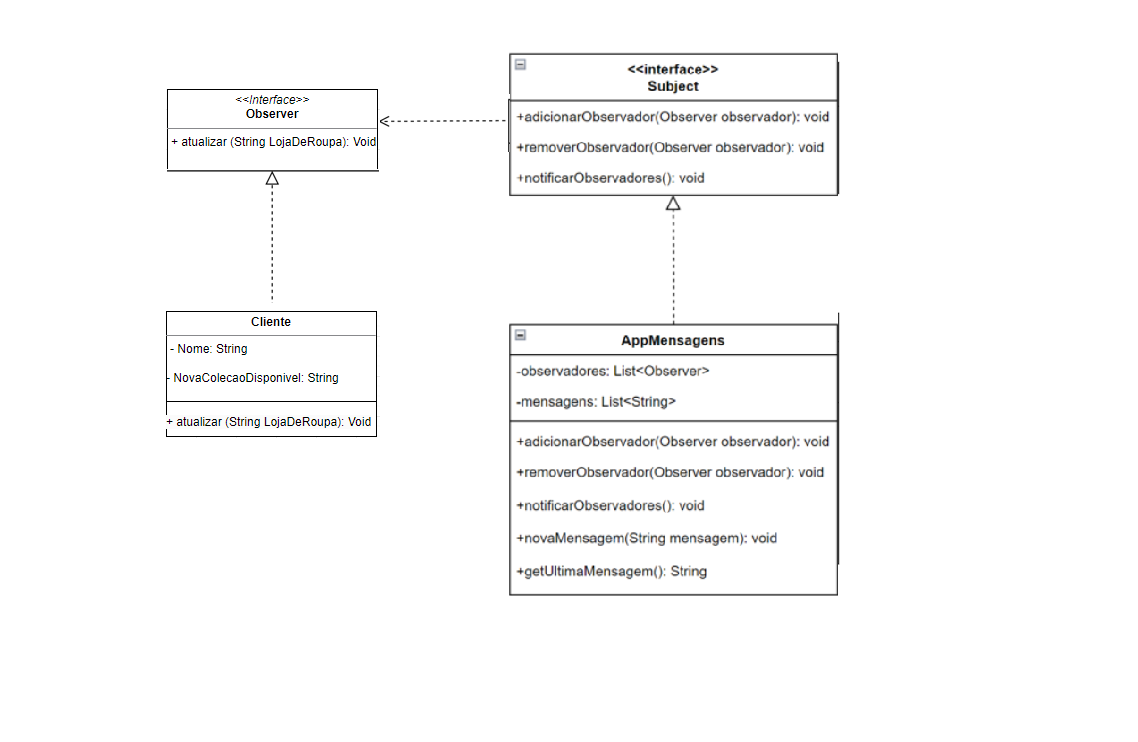 <<Interface>>
Observer
+ atualizar (String LojaDeRoupa): Void
<<interface>>
Subject
+adicionarObservador(Observer observador): void
+removerObservador(Observer observador): void
+notificarObservadores(): void
Cliente
- Nome: String
- NovaColecaoDisponivel: String
+ atualizar (String LojaDeRoupa): Void
AppMensagens
-observadores: List<Observer>
-mensagens: List<String>
+adicionarObservador(Observer observador): void
+removerObservador(Observer observador): void
+notificarObservadores(): void
+novaMensagem(String mensagem): void
+getUltimaMensagem(): String